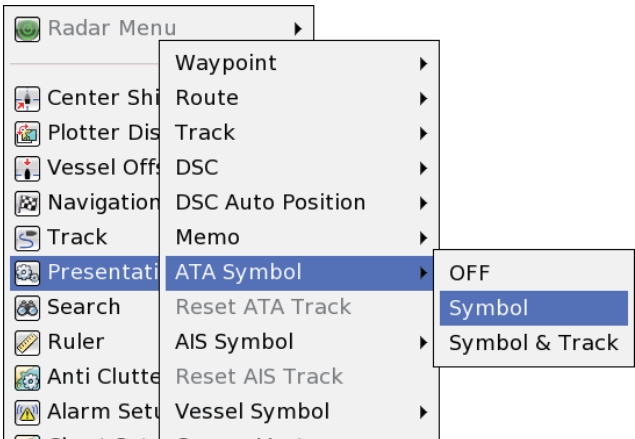 Radar Menu
Center Shi
Plotter Dis
Vessel Offs
Navigation
Track
Presentati
Search
Ruler
Anti Clutte
Alarm Setu
Waypoint
Route
Track
DSC
DSC Auto Position
Memo
ATA Symbol
Reset ATA Track
AIS Symbol
Reset AIS Track
Vessel Symbol
OFF
Symbol
Symbol & Track